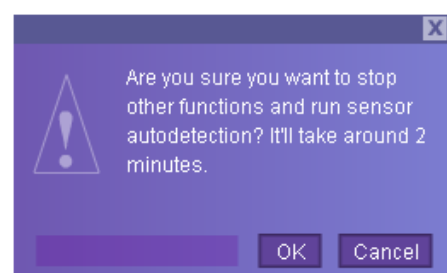 X
Are you sure you want to stop
other functions and run sensor
autodetection? It'll take around 2
minutes.
OK Cancel